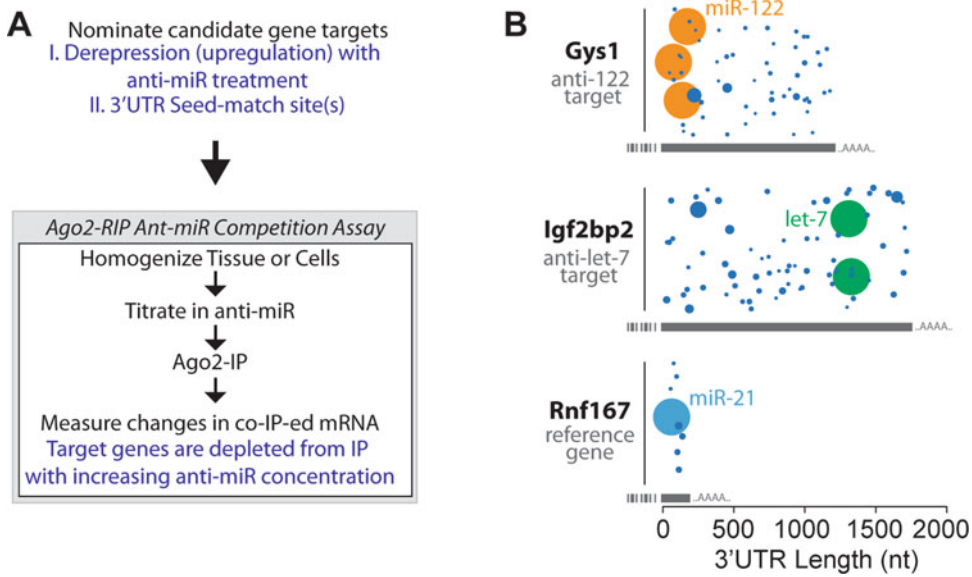 A
Nominate candidate gene targets
I. Derepression (upregulation) with
anti-miR treatment
II. 3'UTR Seed-match site(s)
Ago2-RIP Ant-miR Competition Assay
Homogenize Tissue or Cells
Titrate in anti-miR
Ago2-IP
Measure changes in co-IP-ed mRNA
Target genes are depleted from IP
with increasing anti-miR concentration
B
miR-122
Gys1
anti-122
target
..AAAA..
let-7
Igf2bp2
anti-let-7
target
..AAAA..
miR-21
Rnf167
reference
gene
..AAAA..
0 500 1000 1500 2000
3'UTR Length (nt)